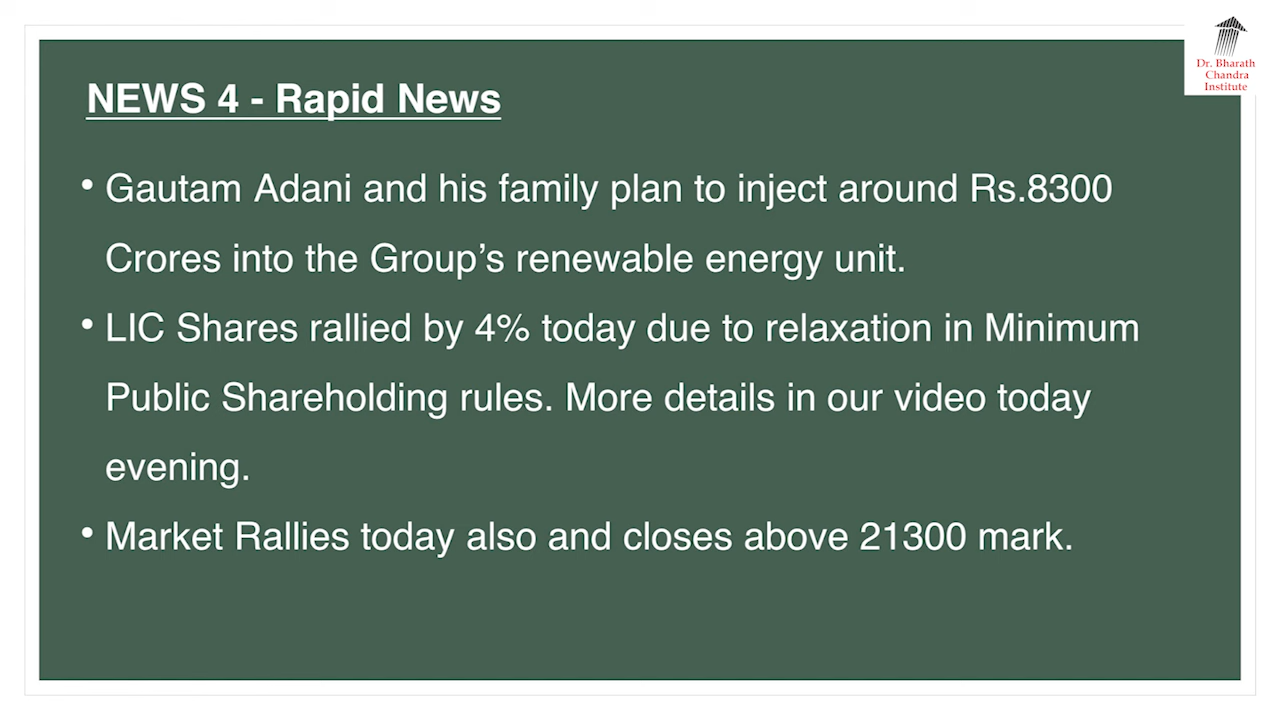 Dr. Bharath
Chandra
Institute
NEWS 4 - Rapid News
• Gautam Adani and his family plan to inject around Rs.8300
Crores into the Group’s renewable energy unit.
• LIC Shares rallied by 4% today due to relaxation in Minimum
Public Shareholding rules. More details in our video today
evening.
• Market Rallies today also and closes above 21300 mark.